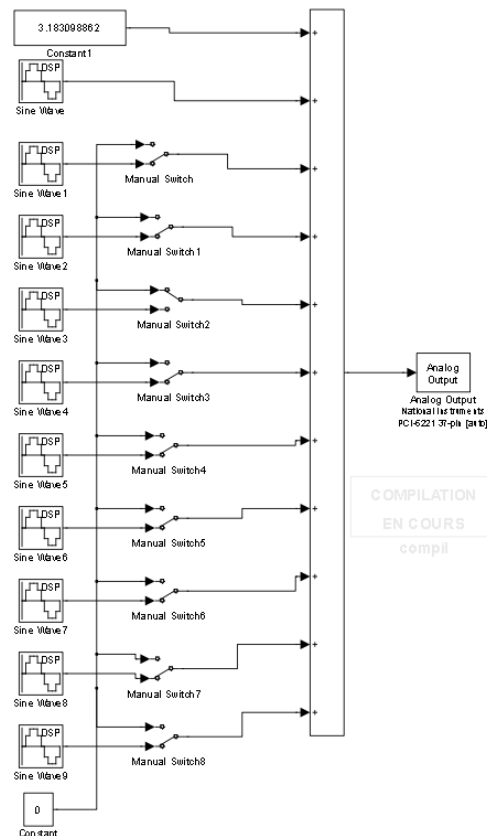 3.183098862
Constant1
DSP
Sine Wave
DSP
Sine Wave1
Manual Switch
DSP
Sine Wave2
Manual Switch1
DSP
Sine Wave3
Manual Switch2
DSP
Sine Wave4
Manual Switch3
DSP
Sine Wave5
Manual Switch4
DSP
Sine Wave6
Manual Switch5
DSP
Sine Wave7
Manual Switch6
DSP
Sine Wave8
Manual Switch7
DSP
Sine Wave9
Manual Switch8
0
Constant
+
+
+
+
+
+
+
+
+
+
+
Analog
Output
Analog Output
National Instruments
PCI-6221 37-pin [auto]
COMPILATION
EN COURS
compil